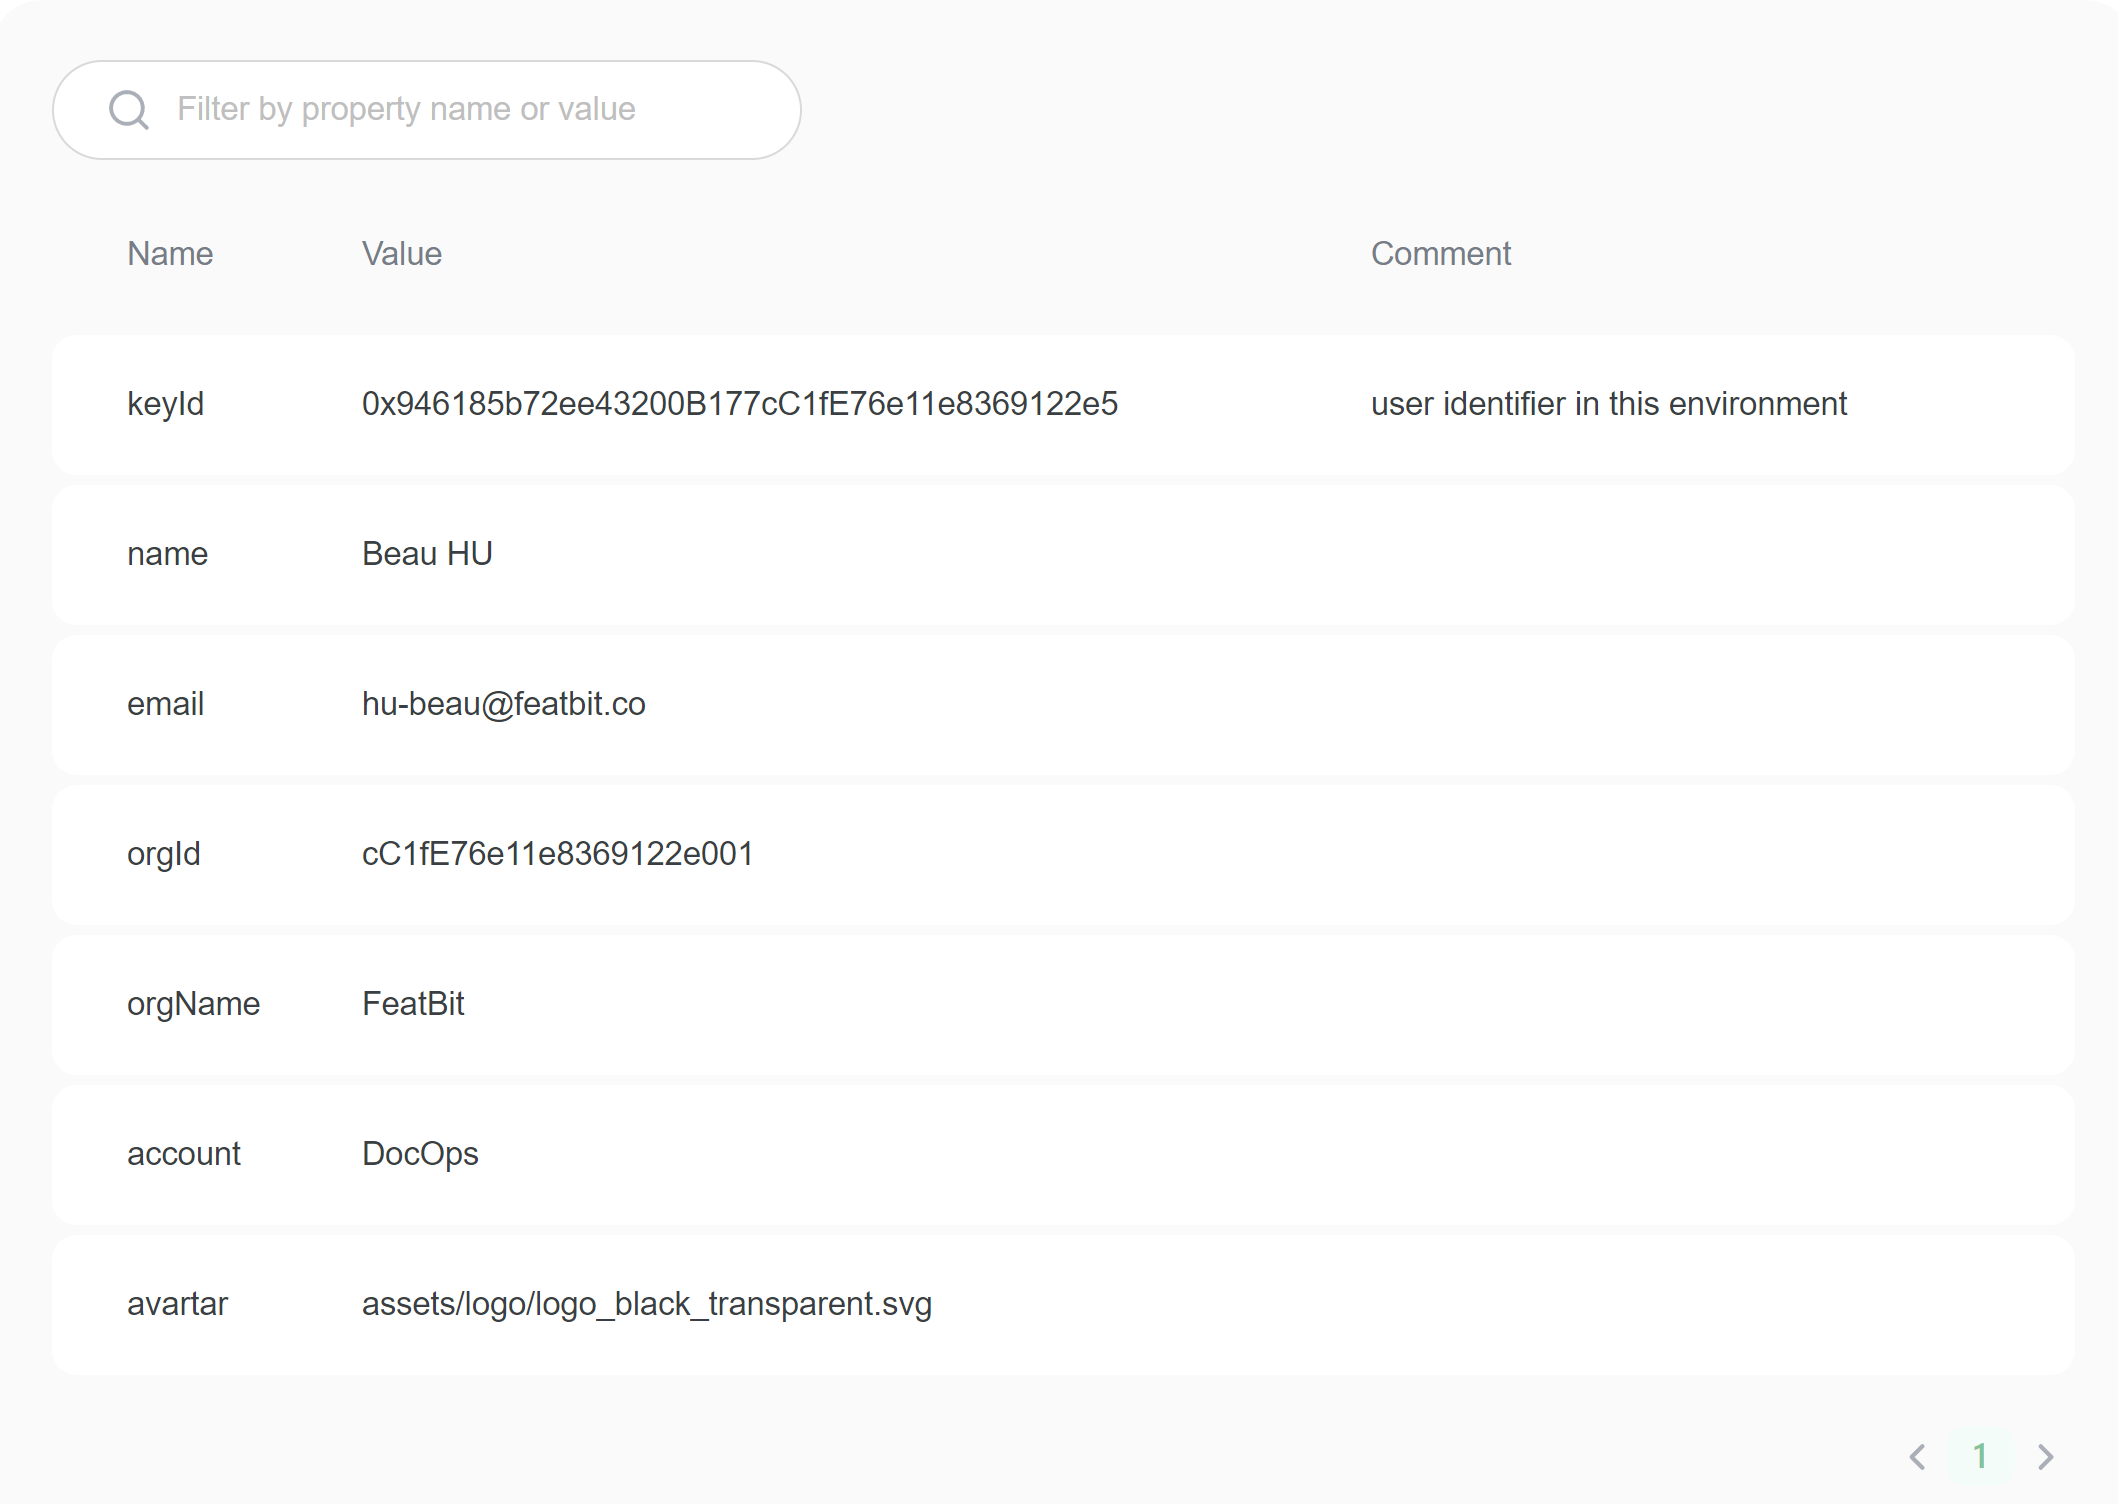 Filter by property name or value
Name Value Comment
keyId 0x946185b72ee43200B177cC1fE76e11e8369122e5 user identifier in this environment
name Beau HU
email hu-beau@featbit.co
orgId cC1fE76e11e8369122e001
orgName FeatBit
account DocOps
avartar assets/logo/logo_black_transparent.svg
1